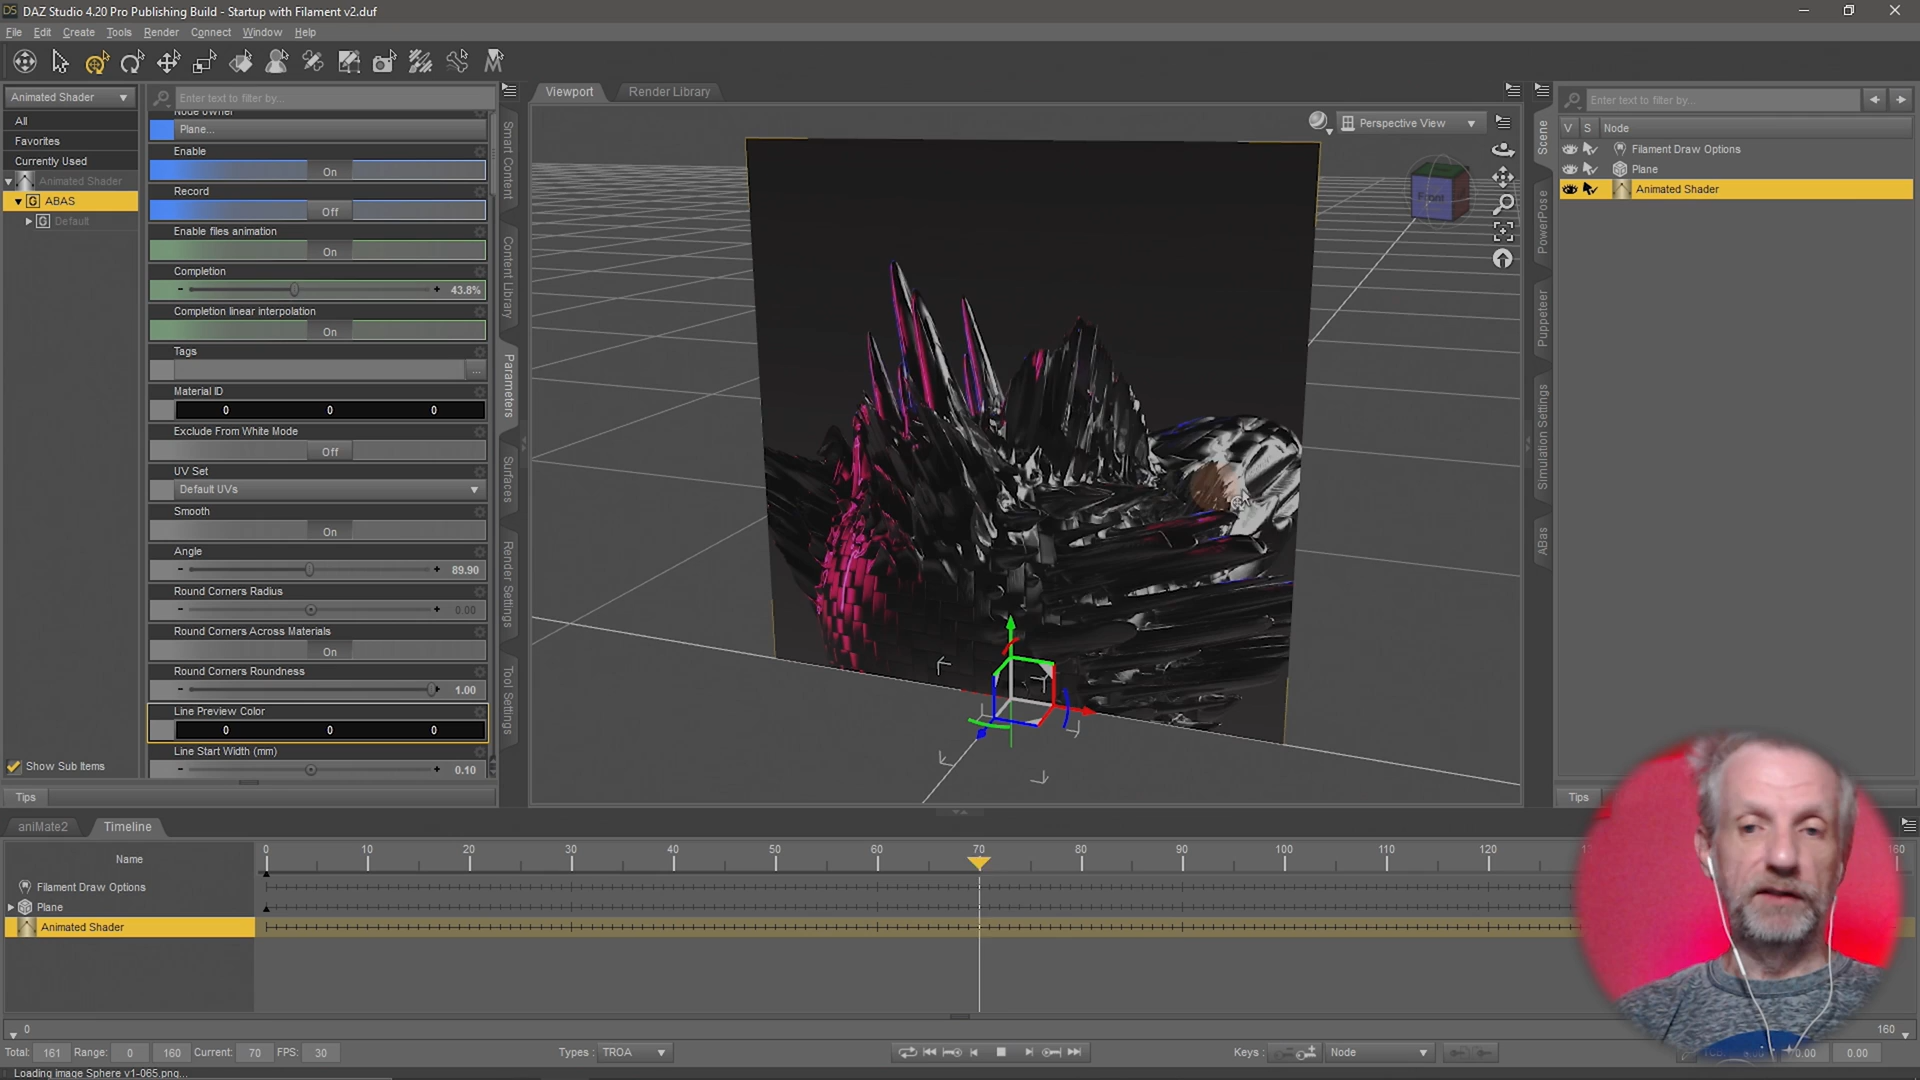 DAZ Studio 4.20 Pro Publishing Build - Startup with Filament v2.duf
File Edit Create Tools Render Connect Window Help
Animated Shader
Enter text to filter by...
All
Favorites
Currently Used
Animated Shader
ABAS
Default
Show Sub Items
Tips
Node owner
Plane...
Enable
On
Record
Off
Enable files animation
On
Completion
- + 43.8%
Completion linear interpolation
On
Tags
...
Material ID
0 0 0
Exclude From White Mode
Off
UV Set
Default UVs
Smooth
On
Angle
- + 89.90
Round Corners Radius
- + 0.00
Round Corners Across Materials
On
Round Corners Roundness
- + 1.00
Line Preview Color
0 0 0
Line Start Width (mm)
- + 0.10
Smart Content
Content Library
Parameters
Surfaces
Render Settings
Tool Settings
Viewport Render Library
Perspective View
Front
Scene
PowerPose
Puppeteer
Simulation Settings
ABas
Enter text to filter by...
V S Node
Filament Draw Options
Plane
Animated Shader
Tips
aniMate2 Timeline
Name
0 10 20 30 40 50 60 70 80 90 100 110 120
Filament Draw Options
Plane
Animated Shader
0 160
Total: 161 Range: 0 160 Current: 70 FPS: 30 Types: TROA Keys: Node 0.00 0.00
Loading image Sphere v1-065.png...